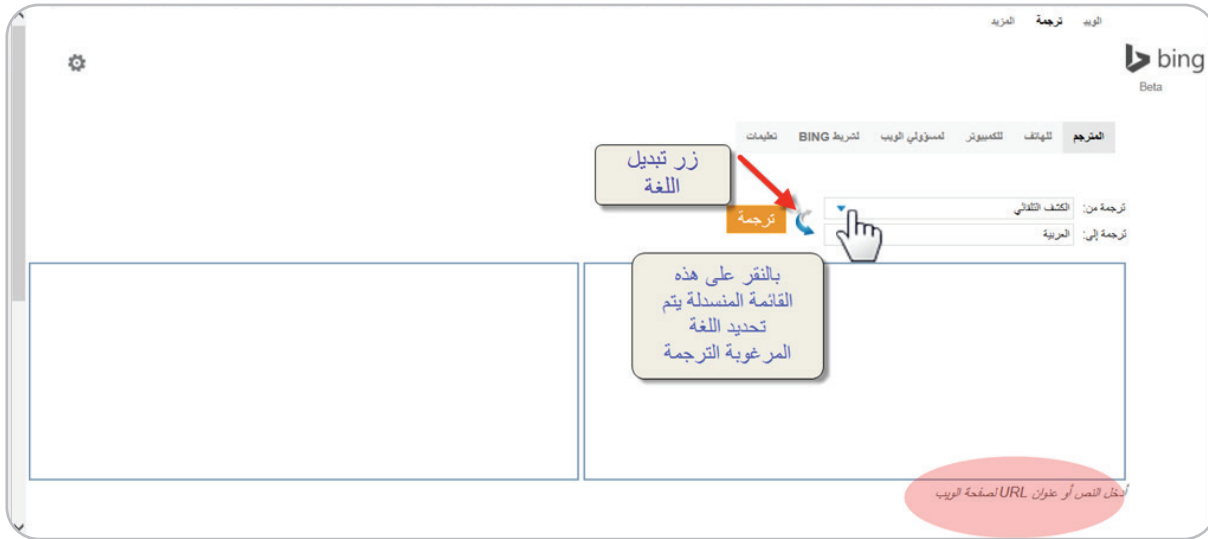 الويب ترجمة المزيد
bing
Beta
المترجم للهاتف للكمبيوتر لمسؤولي الويب لشريط BING تعليمات
زر تبديل
اللغة
ترجمة من: الكشف التلقائي
ترجمة إلى: العربية
ترجمة
بالنقر على هذه
القائمة المنسدلة يتم
تحديد اللغة
المرغوبة الترجمة
أدخل النص أو عنوان URL لصفحة الويب